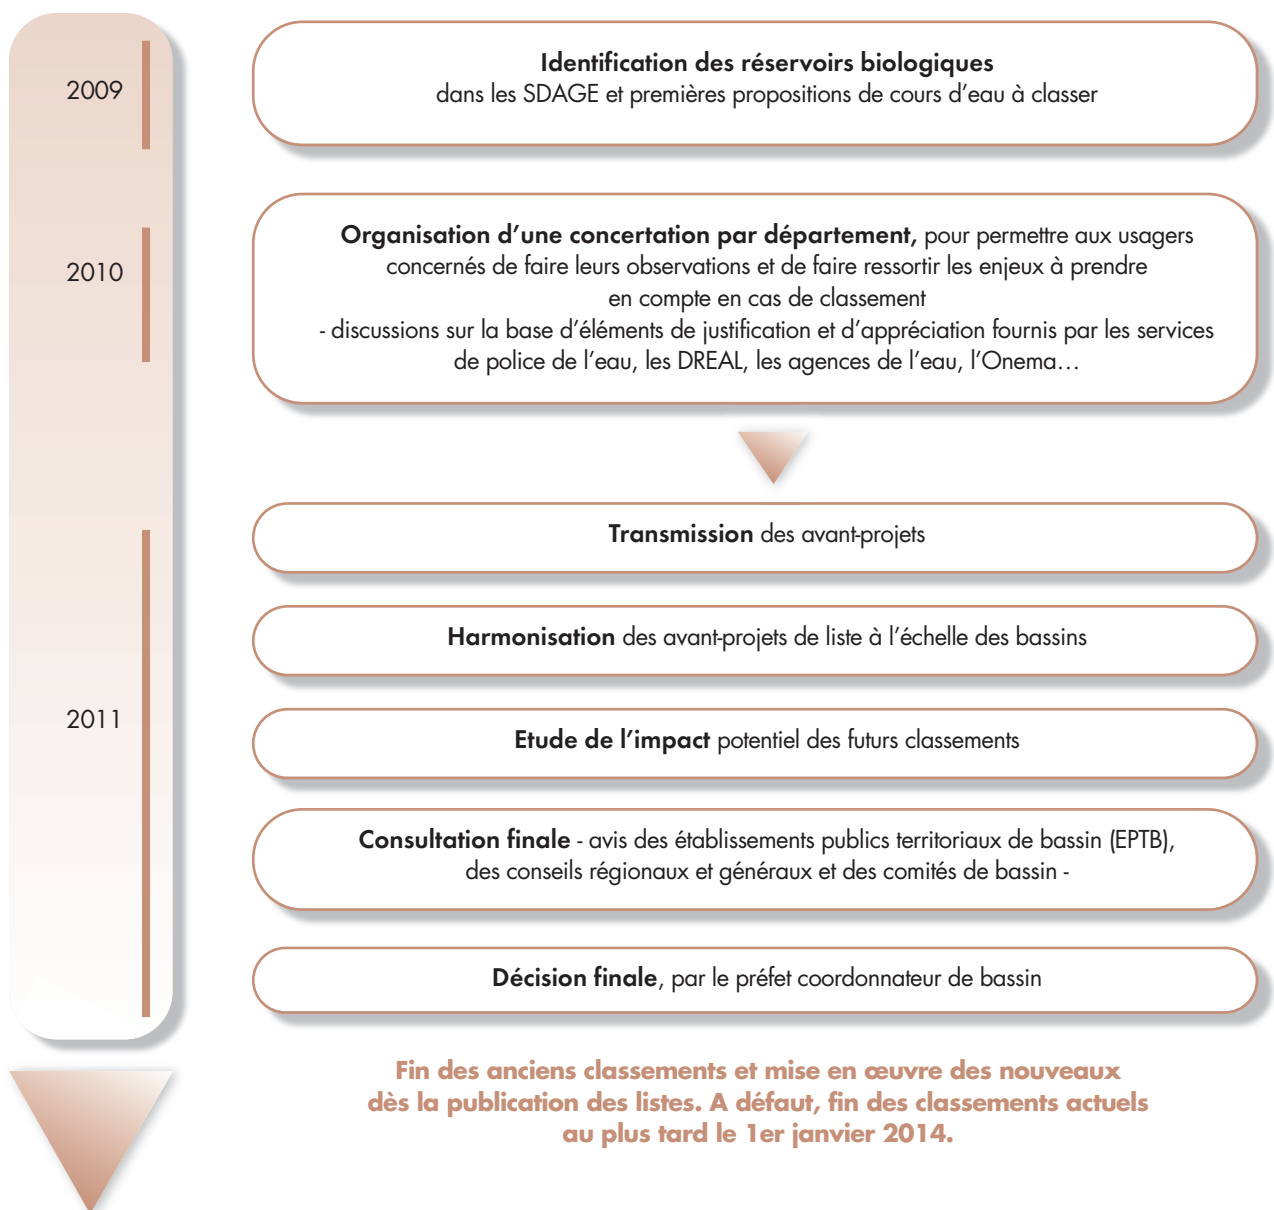 2009
Identification des réservoirs biologiques
dans les SDAGE et premières propositions de cours d'eau à classer
2010
Organisation d'une concertation par département, pour permettre aux usagers
concernés de faire leurs observations et de faire ressortir les enjeux à prendre
en compte en cas de classement
- discussions sur la base d'éléments de justification et d'appréciation fournis par les services
de police de l'eau, les DREAL, les agences de l'eau, l'Onema…
2011
Transmission des avant-projets
Harmonisation des avant-projets de liste à l'échelle des bassins
Etude de l'impact potentiel des futurs classements
Consultation finale - avis des établissements publics territoriaux de bassin (EPTB),
des conseils régionaux et généraux et des comités de bassin -
Décision finale, par le préfet coordonnateur de bassin
Fin des anciens classements et mise en œuvre des nouveaux
dès la publication des listes. A défaut, fin des classements actuels
au plus tard le 1er janvier 2014.